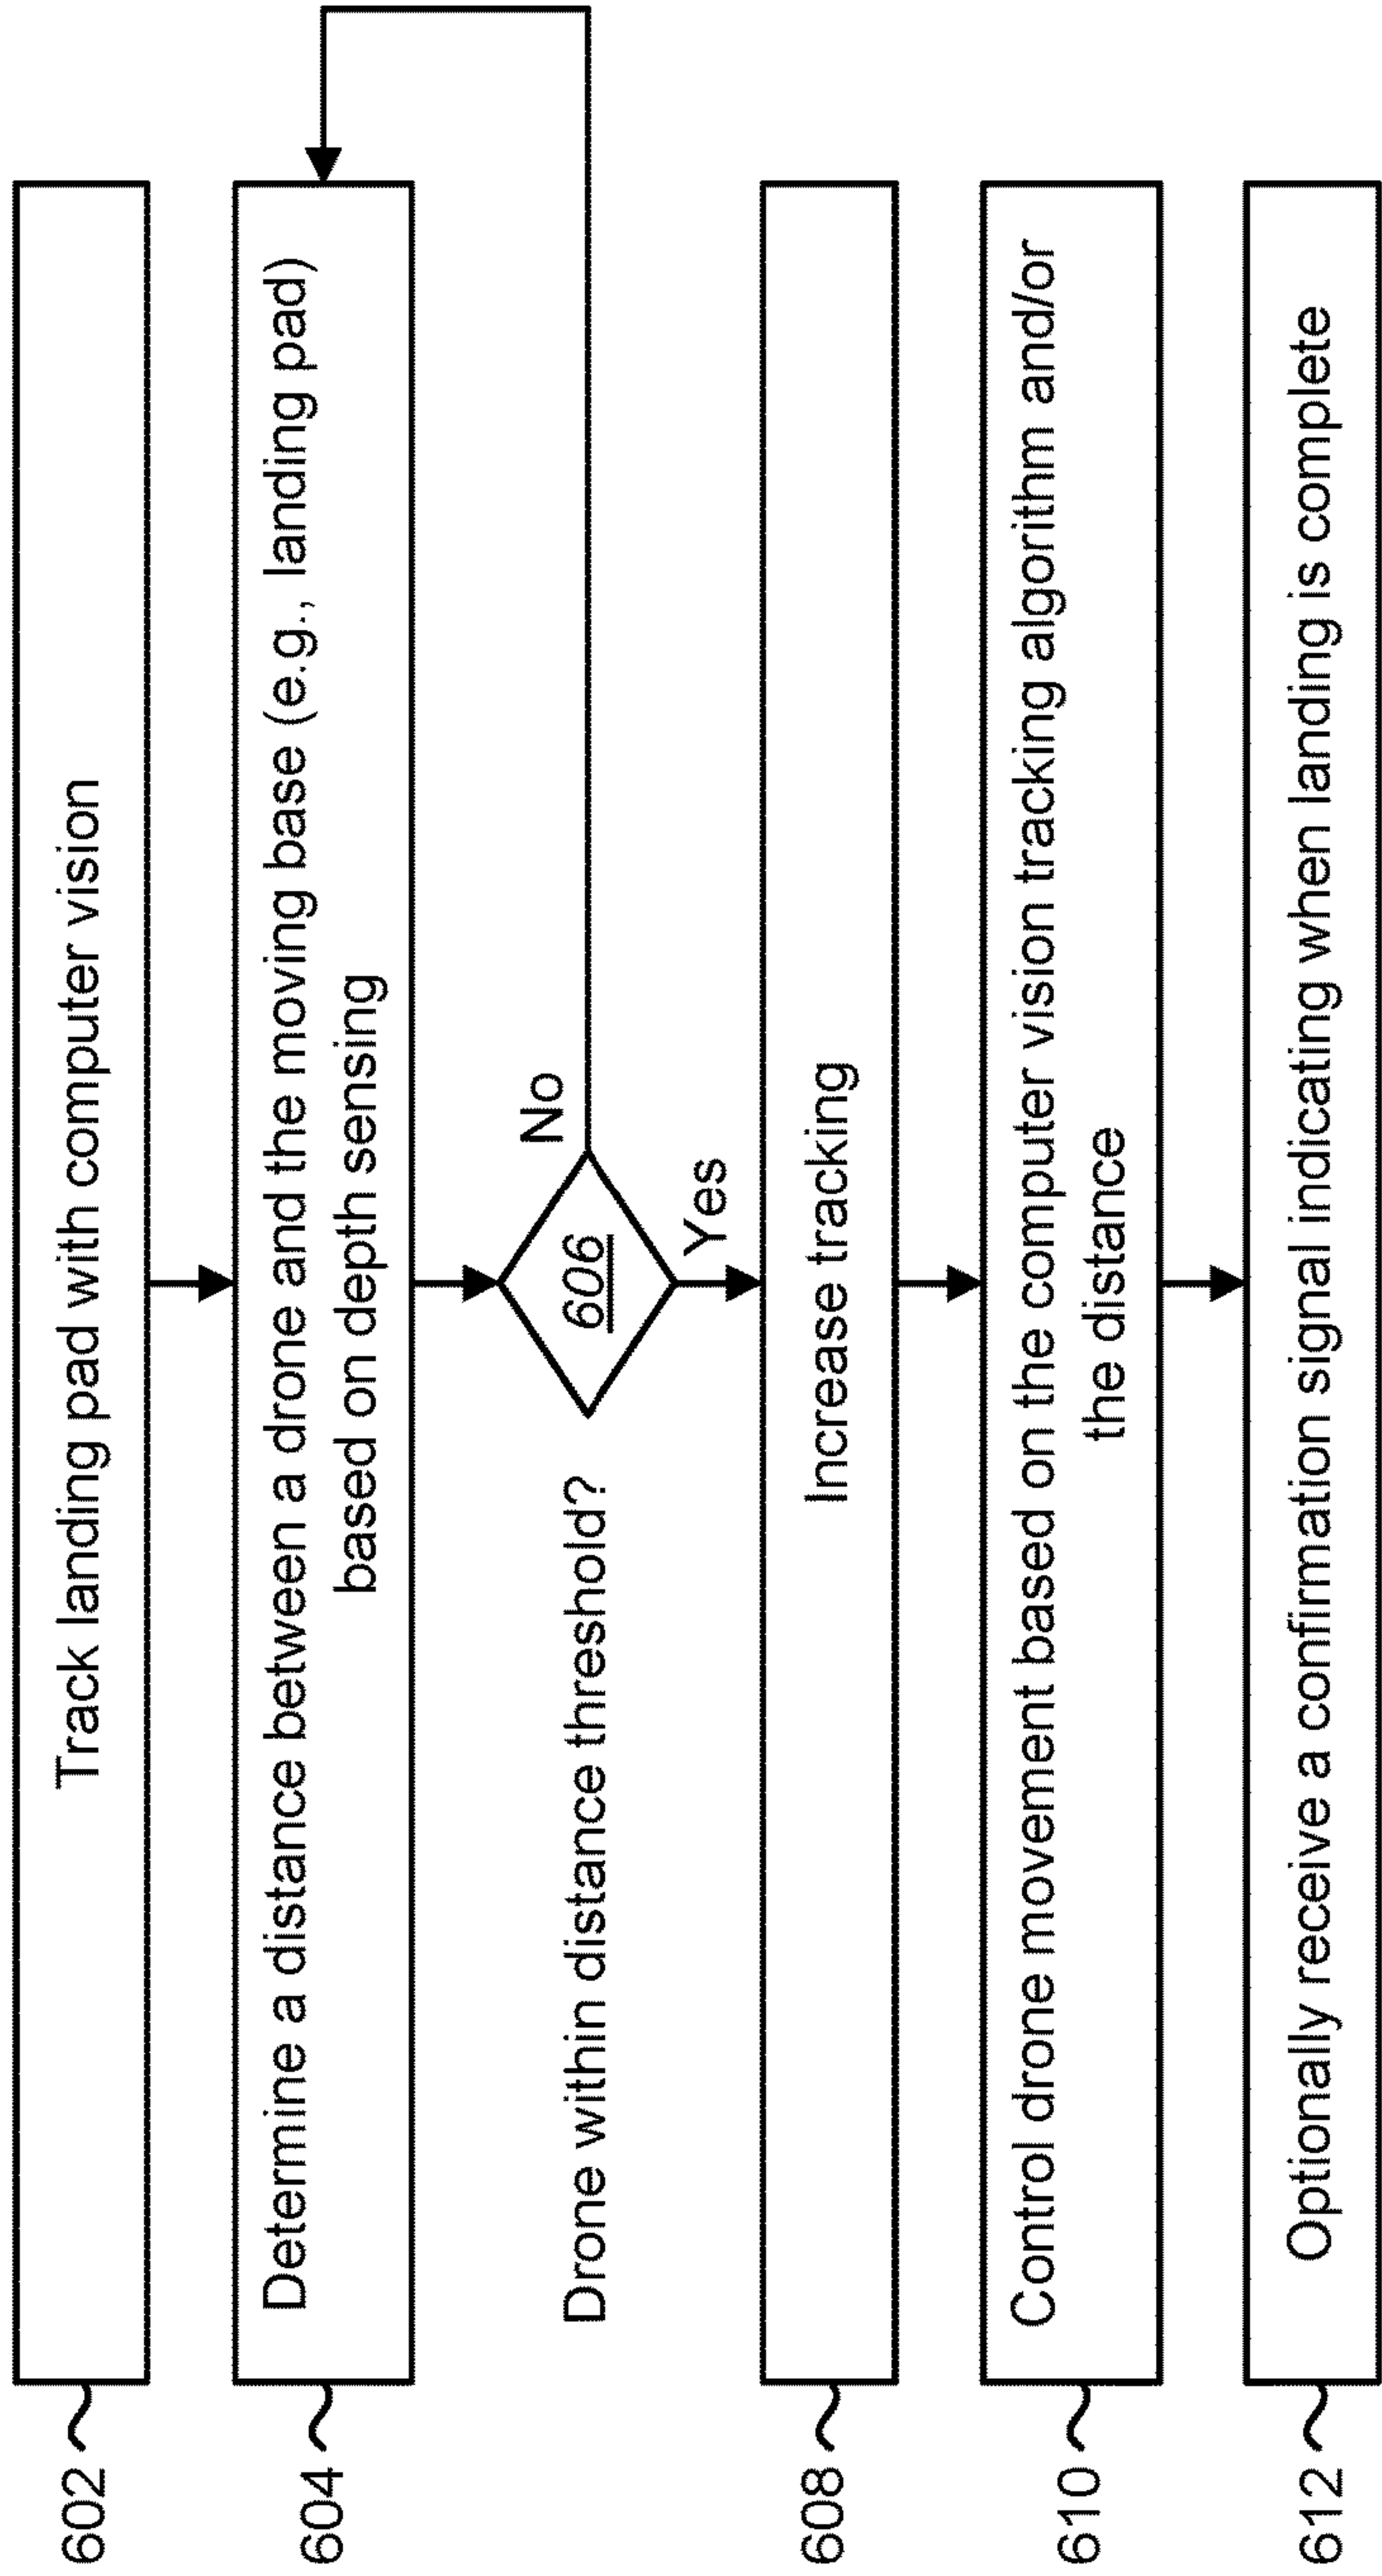 602
Track landing pad with computer vision
604
Determine a distance between a drone and the moving base (e.g., landing pad)
based on depth sensing
Drone within distance threshold?
606
No
Yes
608
Increase tracking
610
Control drone movement based on the computer vision tracking algorithm and/or
the distance
612
Optionally receive a confirmation signal indicating when landing is complete